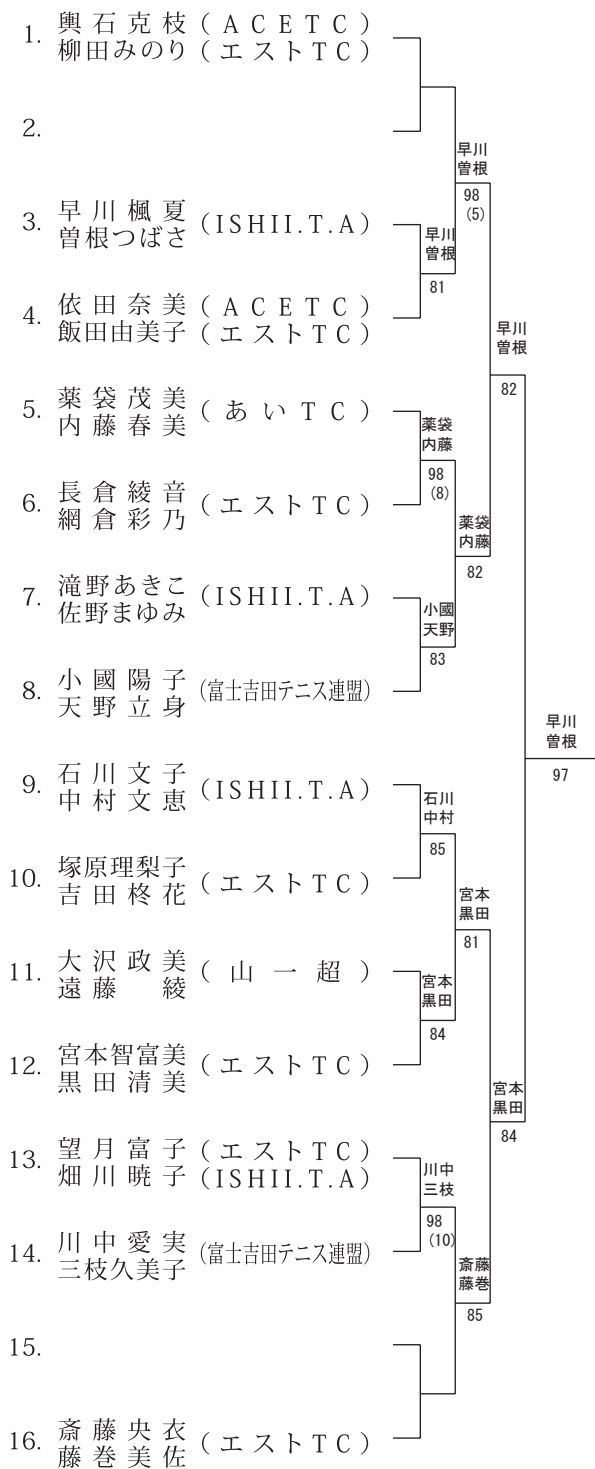 1. 輿石克枝 (ACETC)
柳田みのり (エストTC)
2.
3. 早川楓夏 (ISHII.T.A)
曽根つばさ
4. 依田奈美 (ACETC)
飯田由美子 (エストTC)
5. 薬袋茂美 (あいTC)
内藤春美
6. 長倉綾音 (エストTC)
網倉彩乃
7. 滝野あきこ (ISHII.T.A)
佐野まゆみ
8. 小國陽子 (富士吉田テニス連盟)
天野立身
9. 石川文子 (ISHII.T.A)
中村文恵
10. 塚原理梨子 (エストTC)
吉田柊花
11. 大沢政美 (山一超)
遠藤 綾
12. 宮本智富美 (エストTC)
黒田清美
13. 望月富子 (エストTC)
畑川暁子 (ISHII.T.A)
14. 川中愛実 (富士吉田テニス連盟)
三枝久美子
15.
16. 斎藤央衣 (エストTC)
藤巻美佐
早川
曽根
81
薬袋
内藤
98
(8)
小國
天野
83
石川
中村
85
宮本
黒田
84
川中
三枝
98
(10)
早川
曽根
98
(5)
薬袋
内藤
82
宮本
黒田
81
斎藤
藤巻
85
早川
曽根
82
宮本
黒田
84
早川
曽根
97